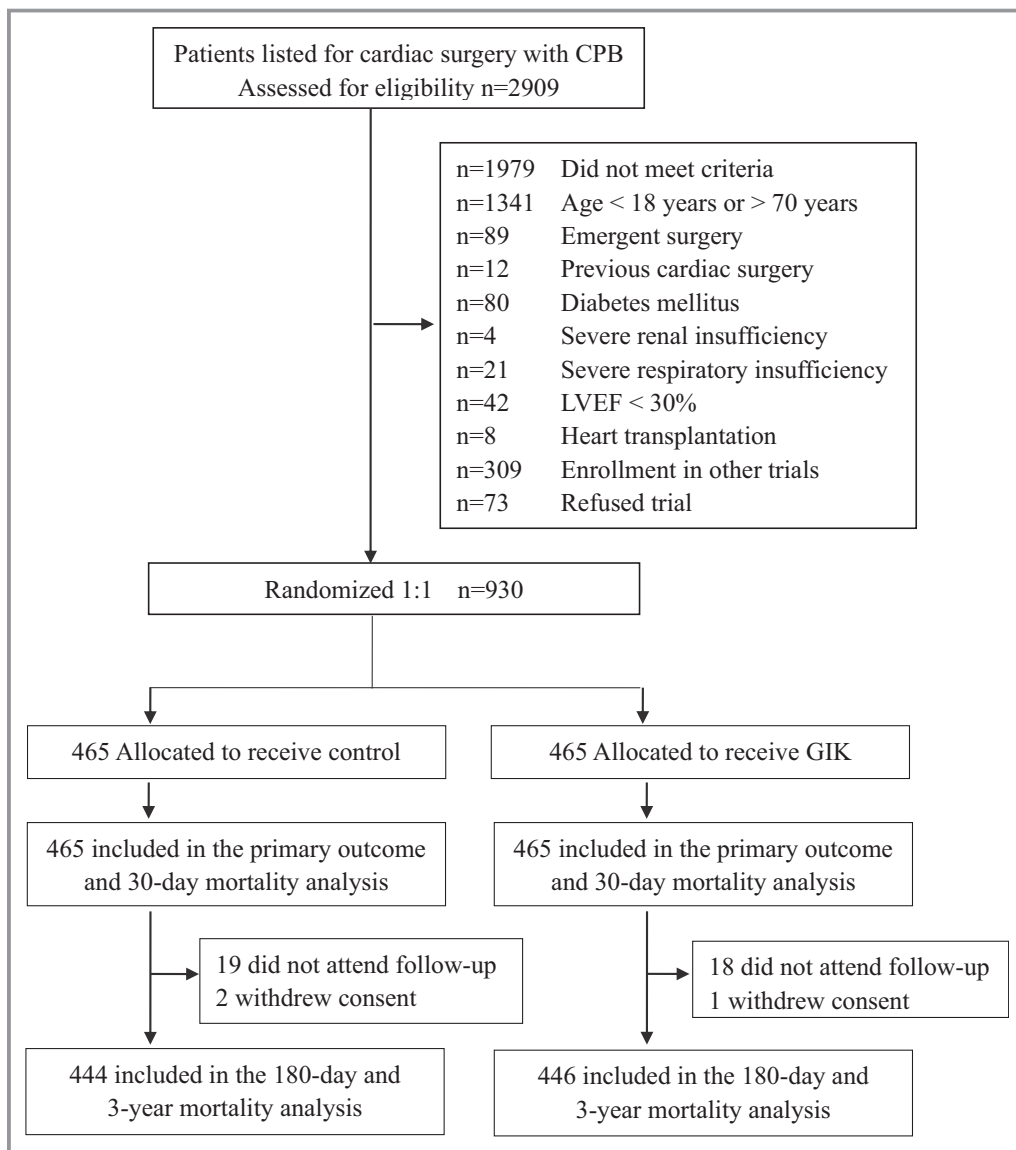 Patients listed for cardiac surgery with CPB
Assessed for eligibility n=2909
n=1979 Did not meet criteria
n=1341 Age < 18 years or > 70 years
n=89 Emergent surgery
n=12 Previous cardiac surgery
n=80 Diabetes mellitus
n=4 Severe renal insufficiency
n=21 Severe respiratory insufficiency
n=42 LVEF < 30%
n=8 Heart transplantation
n=309 Enrollment in other trials
n=73 Refused trial
Randomized 1:1 n=930
465 Allocated to receive control
465 Allocated to receive GIK
465 included in the primary outcome
and 30-day mortality analysis
465 included in the primary outcome
and 30-day mortality analysis
19 did not attend follow-up
2 withdrew consent
18 did not attend follow-up
1 withdrew consent
444 included in the 180-day and
3-year mortality analysis
446 included in the 180-day and
3-year mortality analysis